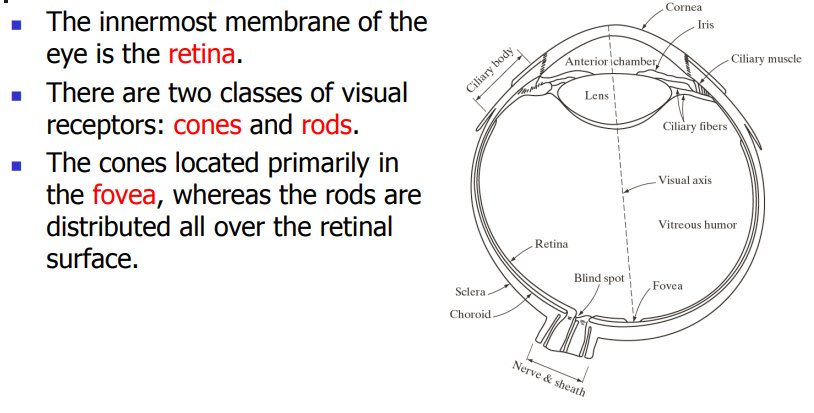 The innermost membrane of the
eye is the retina.
There are two classes of visual
receptors: cones and rods.
The cones located primarily in
the fovea, whereas the rods are
distributed all over the retinal
surface.
Cornea
Iris
Ciliary body
Anterior chamber
Ciliary muscle
Lens
Ciliary fibers
Visual axis
Vitreous humor
Retina
Blind spot
Fovea
Sclera
Choroid
Nerve & sheath